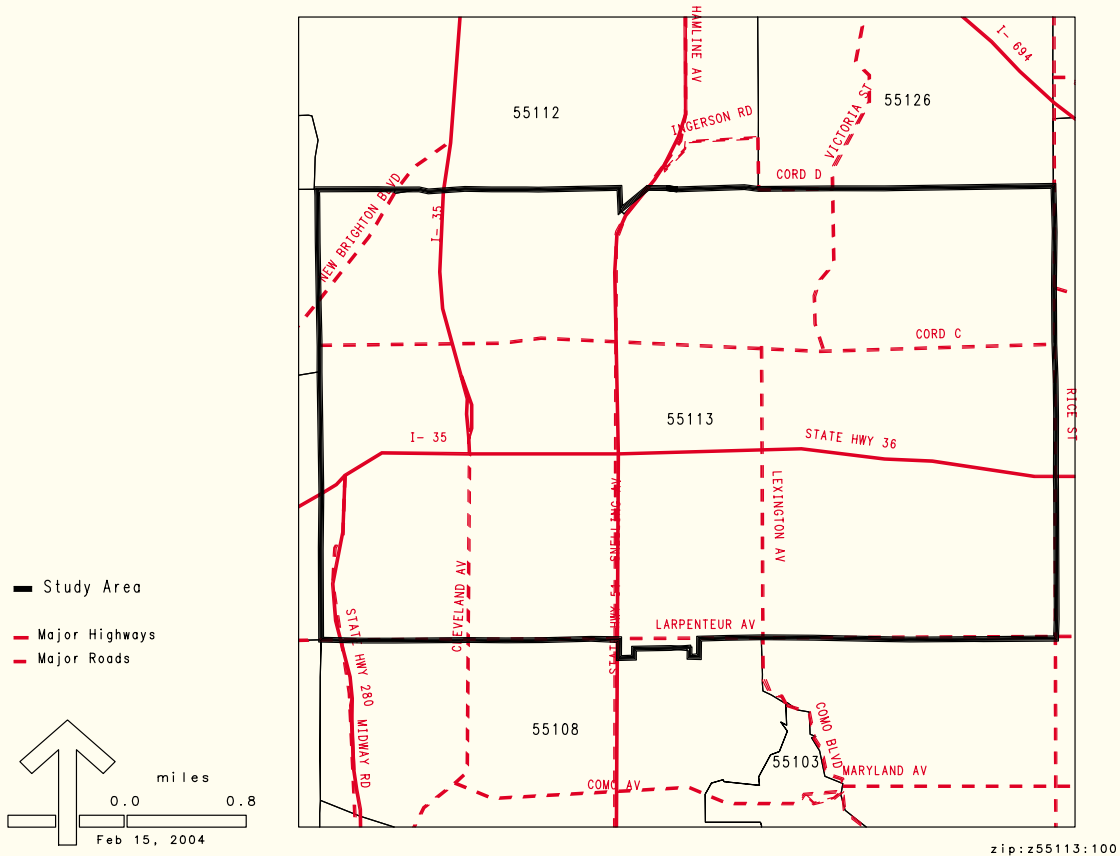 HAMLINE AV
I- 694
55112
55126
INGERSON RD
VICTORIA ST
CORD D
NEW BRIGHTON BLVD
I- 35
CORD C
RICE ST
55113
I- 35
STATE HWY 36
LEXINGTON AV
STATE HWY 51 SNELLING AV
CLEVELAND AV
LARPENTEUR AV
STATE HWY 280 MIDWAY RD
Study Area
Major Highways
Major Roads
55108
COMO BLVD
55103
MARYLAND AV
COMO AV
miles
0.0 0.8
Feb 15, 2004
zip:z55113:100